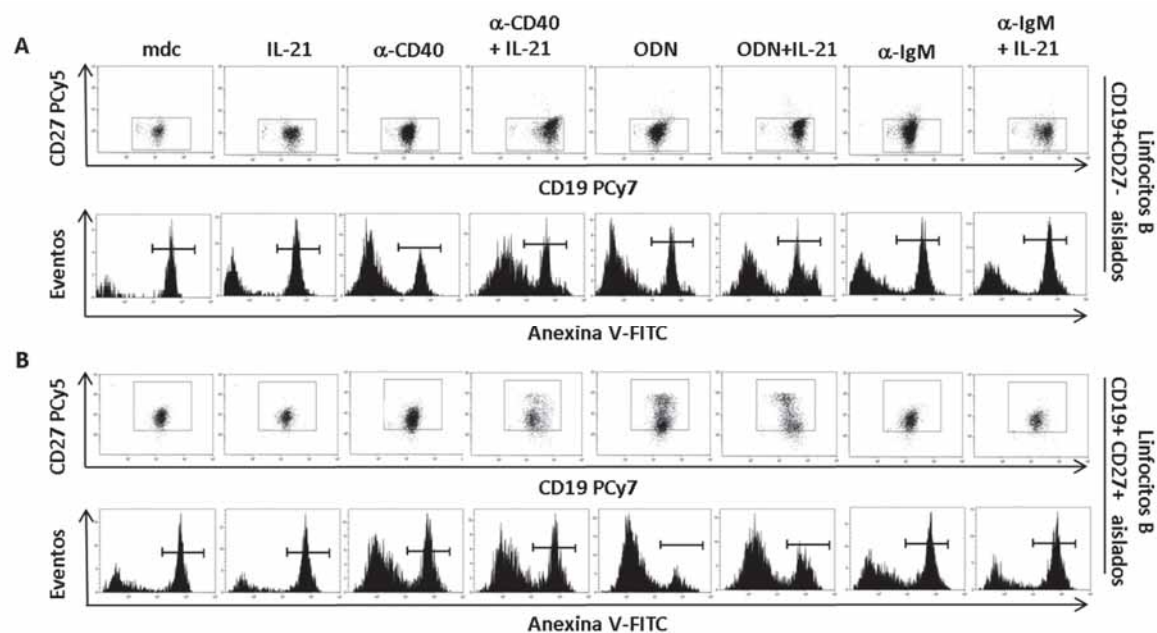 A
mdc
IL-21
α-CD40
α-CD40
+ IL-21
ODN
ODN+IL-21
α-IgM
α-IgM
+ IL-21
CD27 PCy5
CD19 PCy7
Eventos
Anexina V-FITC
Linfocitos B
CD19+CD27- aislados
B
CD27 PCy5
CD19 PCy7
Eventos
Anexina V-FITC
Linfocitos B
CD19+ CD27+ aislados